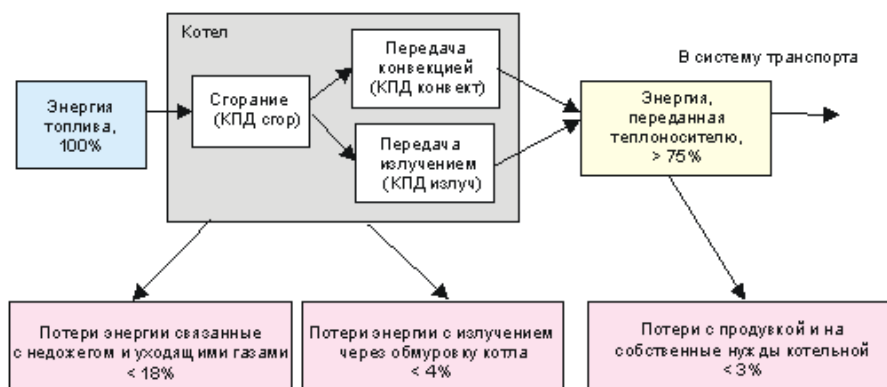 Котел
Передача
конвекцией
(КПД конвект)
В систему транспорта
Энергия
топлива,
100%
Сгорание
(КПД сгор)
Энергия,
переданная
теплоносителю,
> 75%
Передача
излучением
(КПД излуч)
Потери энергии связанные
с недожегом и уходящими газами
< 18%
Потери энергии с излучением
через обмуровку котла
< 4%
Потери с продувкой и на
собственные нужды котельной
< 3%